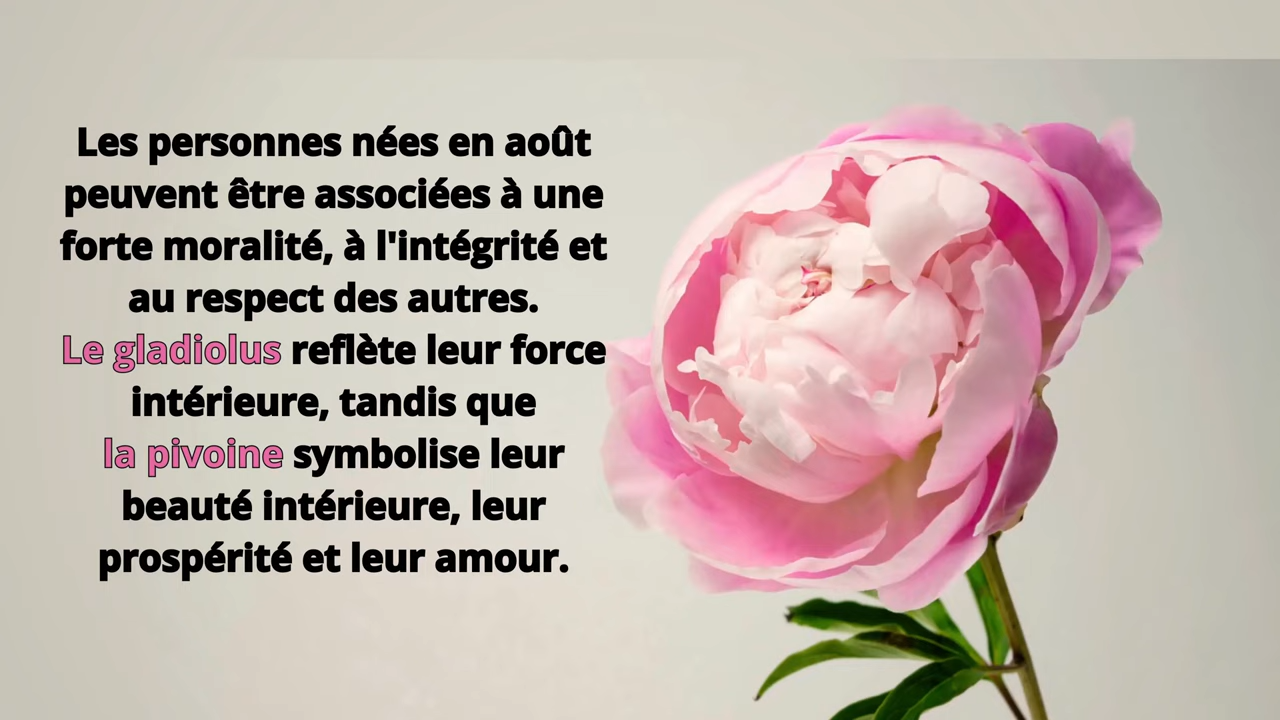 Les personnes nées en août
peuvent être associées à une
forte moralité, à l'intégrité et
au respect des autres.
Le gladiolus reflète leur force
intérieure, tandis que
la pivoine symbolise leur
beauté intérieure, leur
prospérité et leur amour.